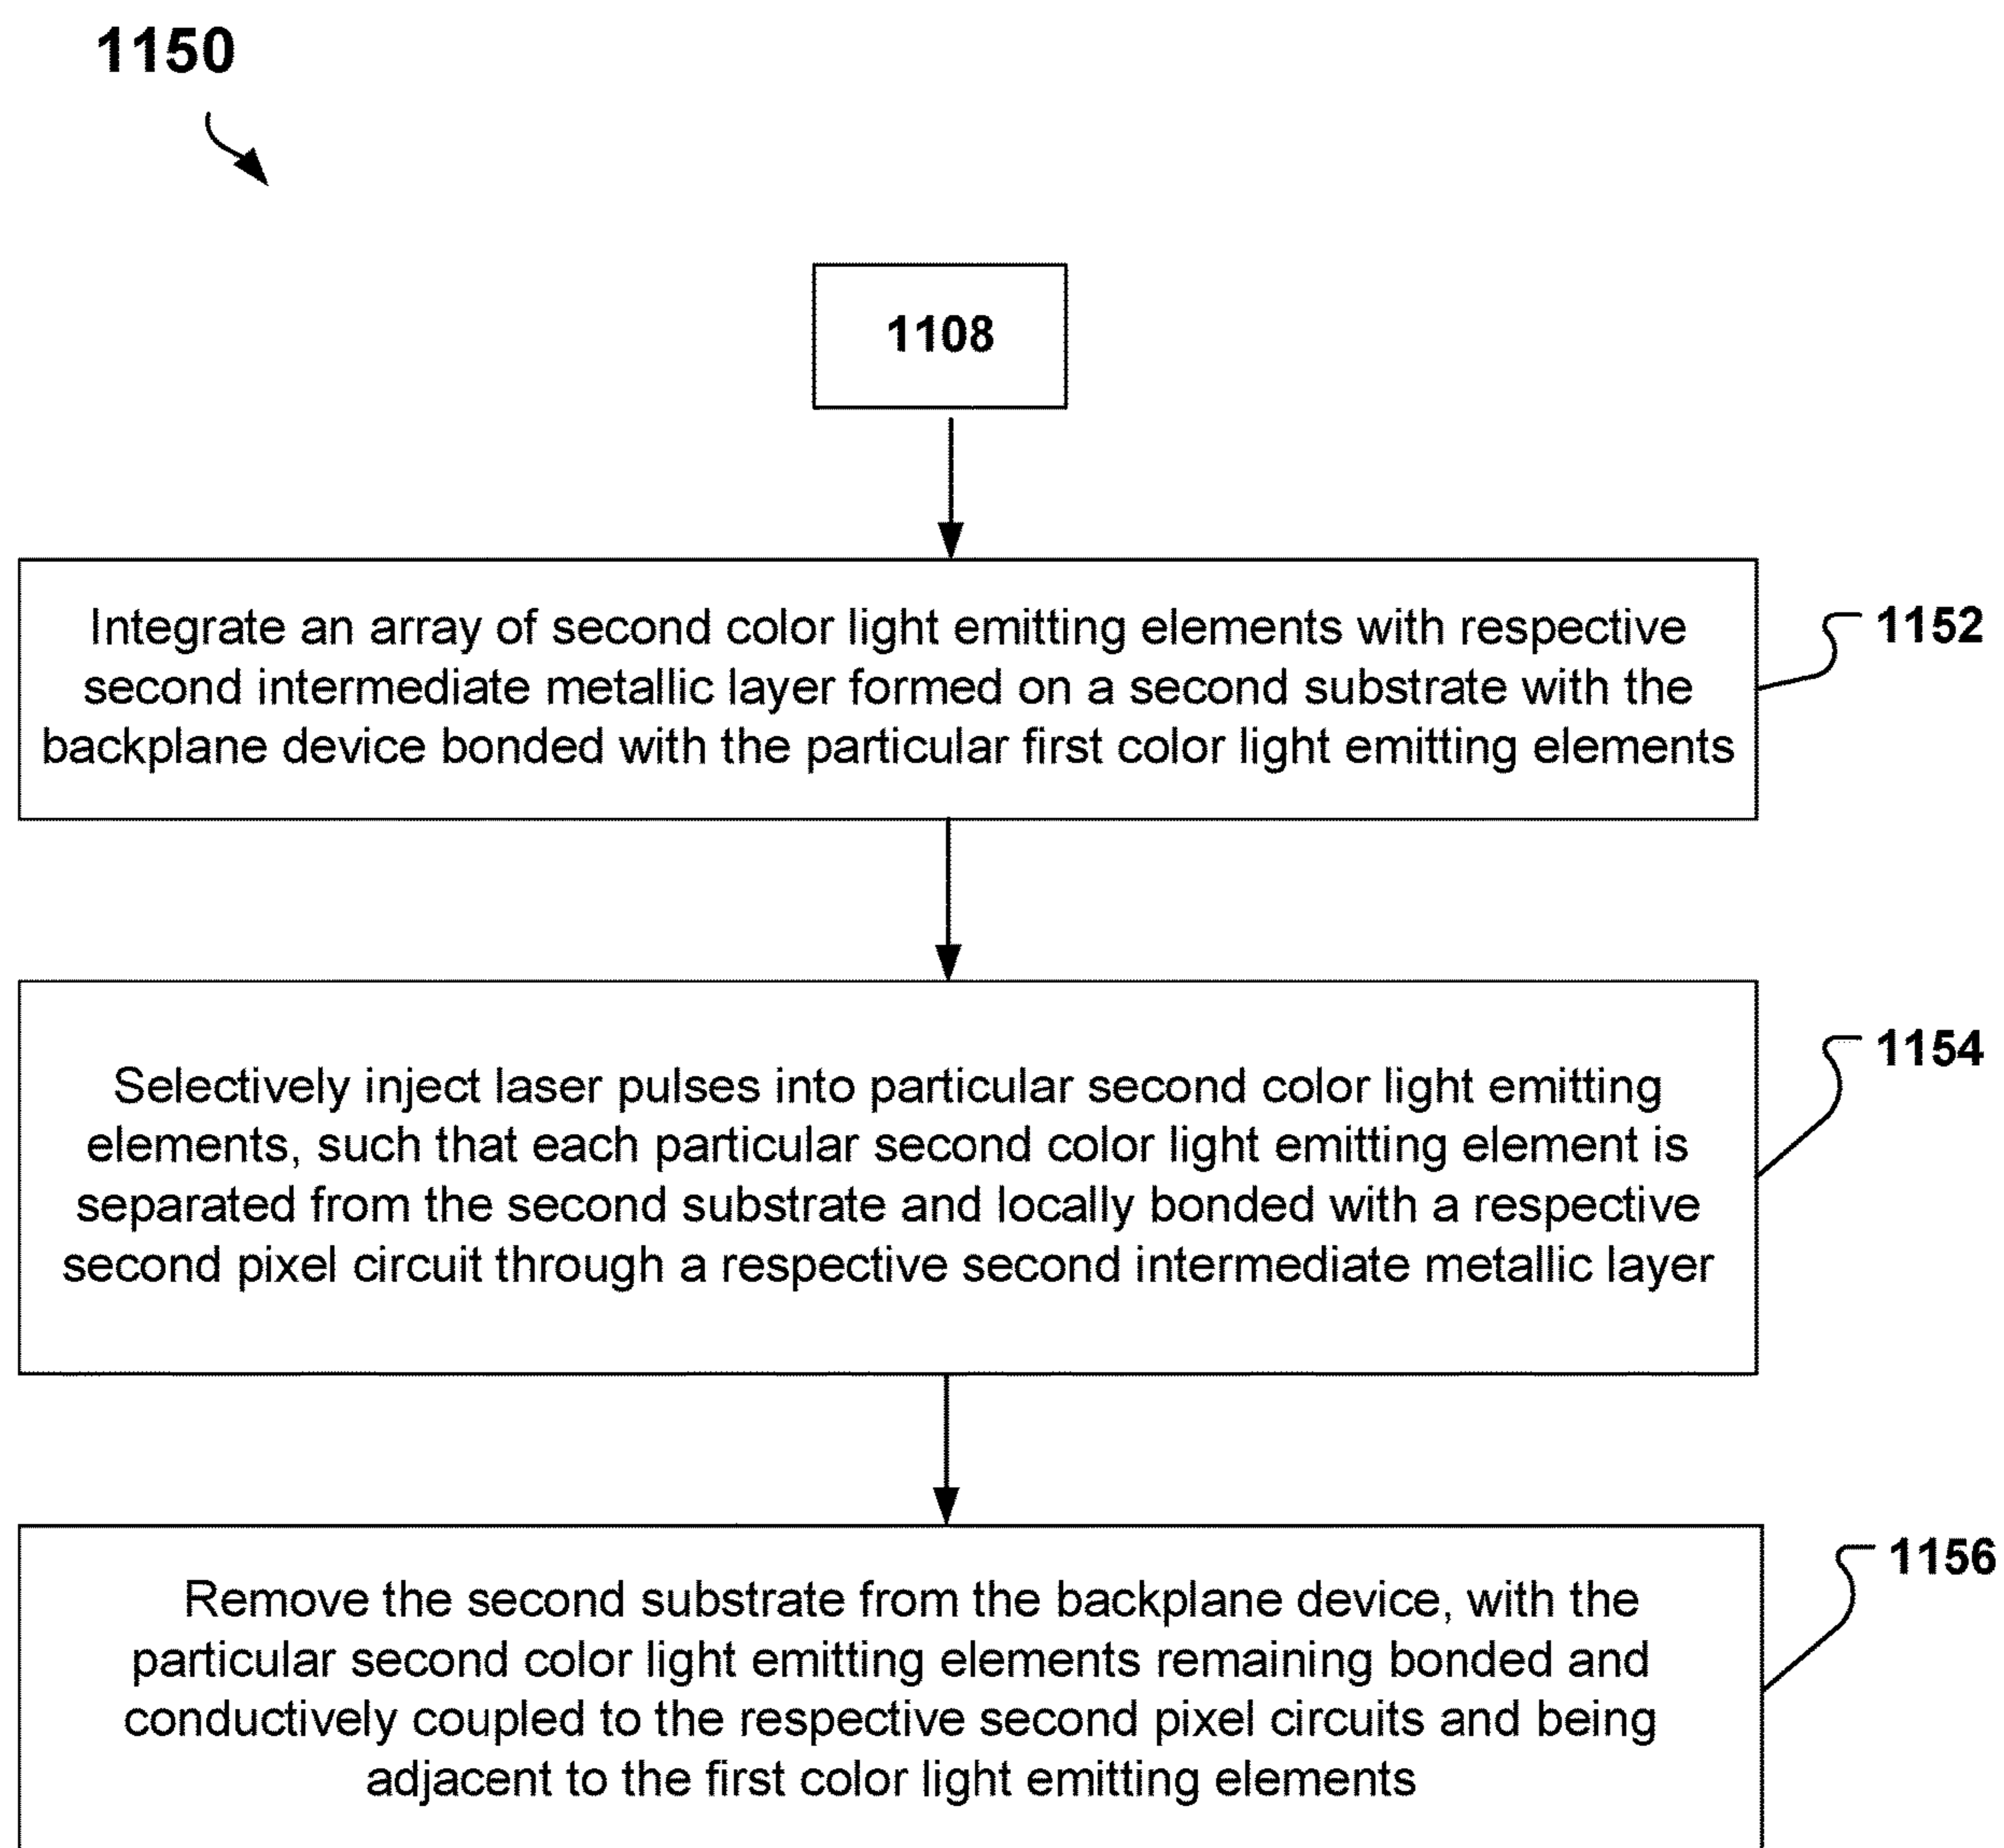 1150
1108
Integrate an array of second color light emitting elements with respective
second intermediate metallic layer formed on a second substrate with the
backplane device bonded with the particular first color light emitting elements
1152
Selectively inject laser pulses into particular second color light emitting
elements, such that each particular second color light emitting element is
separated from the second substrate and locally bonded with a respective
second pixel circuit through a respective second intermediate metallic layer
1154
Remove the second substrate from the backplane device, with the
particular second color light emitting elements remaining bonded and
conductively coupled to the respective second pixel circuits and being
adjacent to the first color light emitting elements
1156